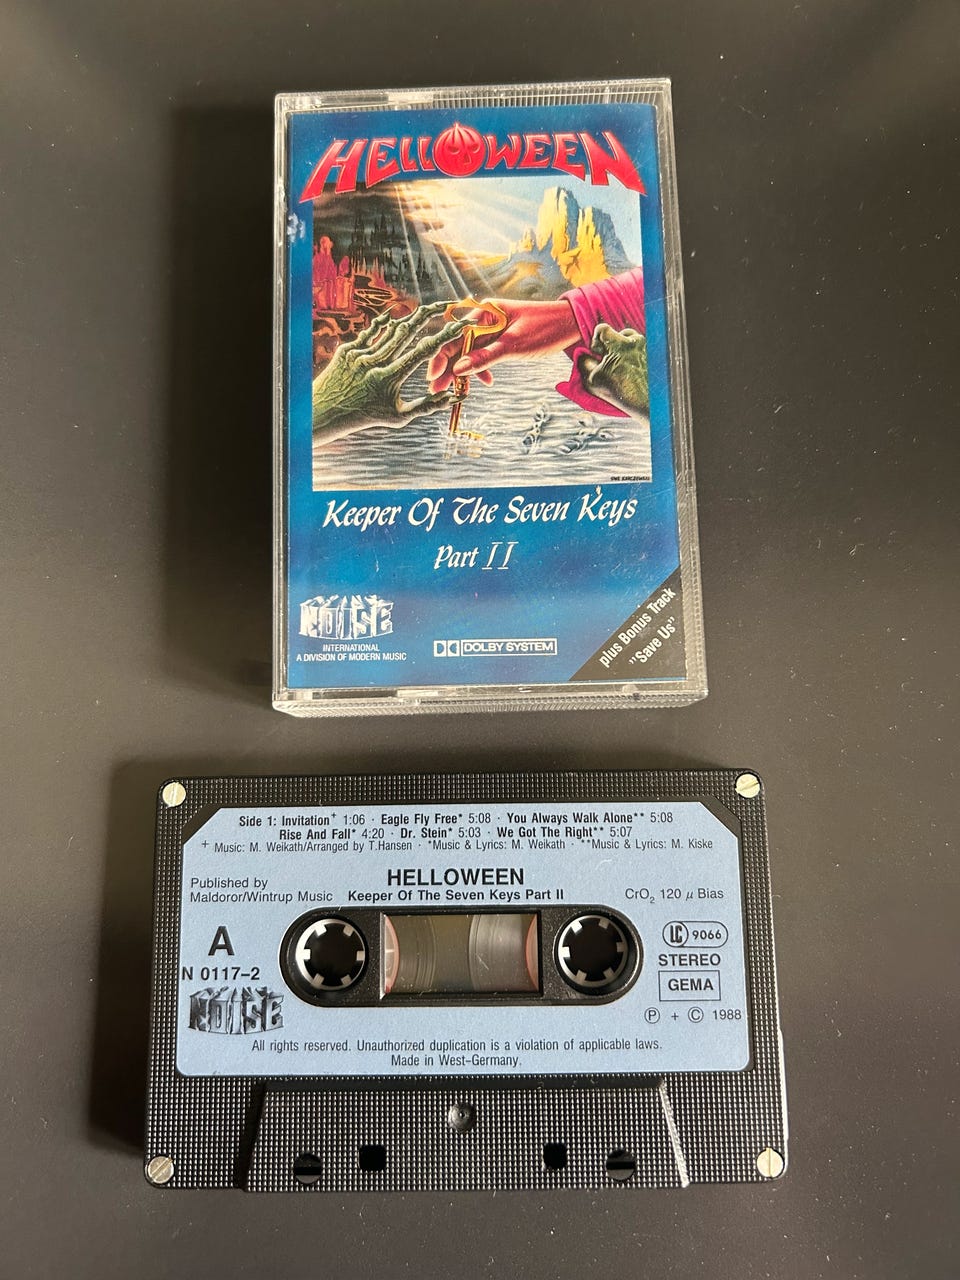 HELLOWEEN
UWE KARCZEWSKI
Keeper Of The Seven Keys
Part II
NOISE
INTERNATIONAL
A DIVISION OF MODERN MUSIC
DOLBY SYSTEM
plus Bonus Track
„Save Us”
Side 1: Invitation⁺ 1:06 · Eagle Fly Free* 5:08 · You Always Walk Alone** 5:08
Rise And Fall* 4:20 · Dr. Stein* 5:03 · We Got The Right** 5:07
⁺ Music: M. Weikath/Arranged by T.Hansen · *Music & Lyrics: M. Weikath · **Music & Lyrics: M. Kiske
HELLOWEEN
Published by
Maldoror/Wintrup Music
Keeper Of The Seven Keys Part II
CrO₂ 120 µ Bias
A
N 0117-2
NOISE
LC 9066
STEREO
GEMA
Ⓟ + © 1988
All rights reserved. Unauthorized duplication is a violation of applicable laws.
Made in West-Germany.